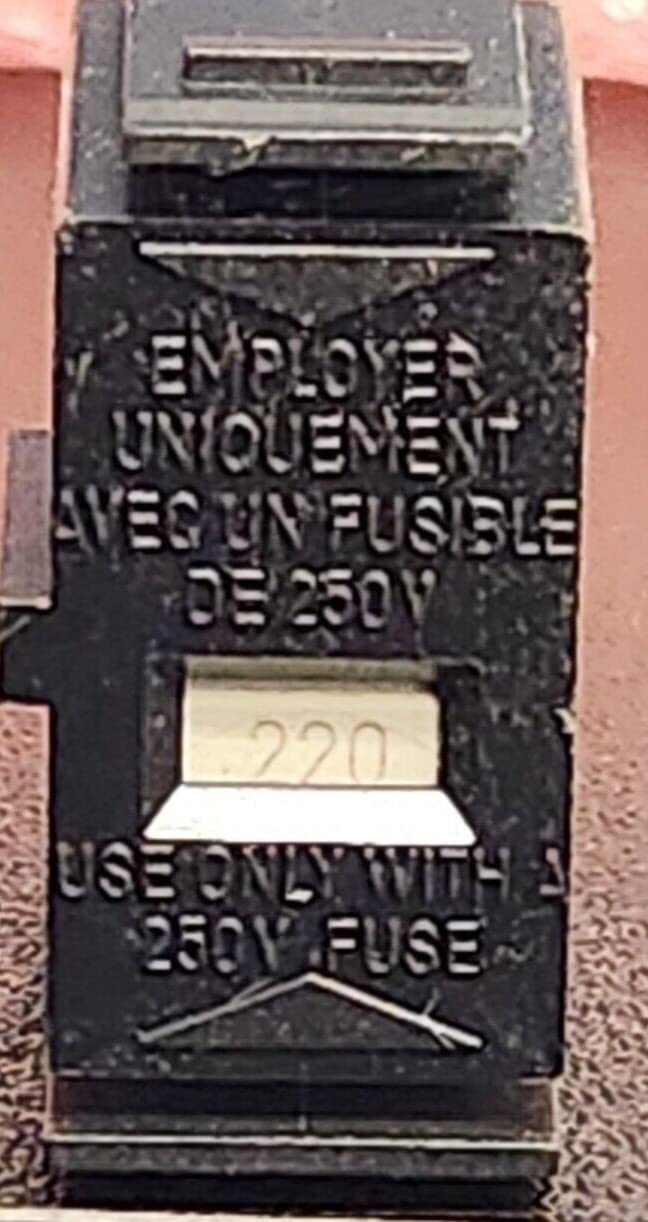 EMPLOYER
UNIQUEMENT
AVEC UN FUSIBLE
DE 250V
220
USE ONLY WITH A
250V FUSE